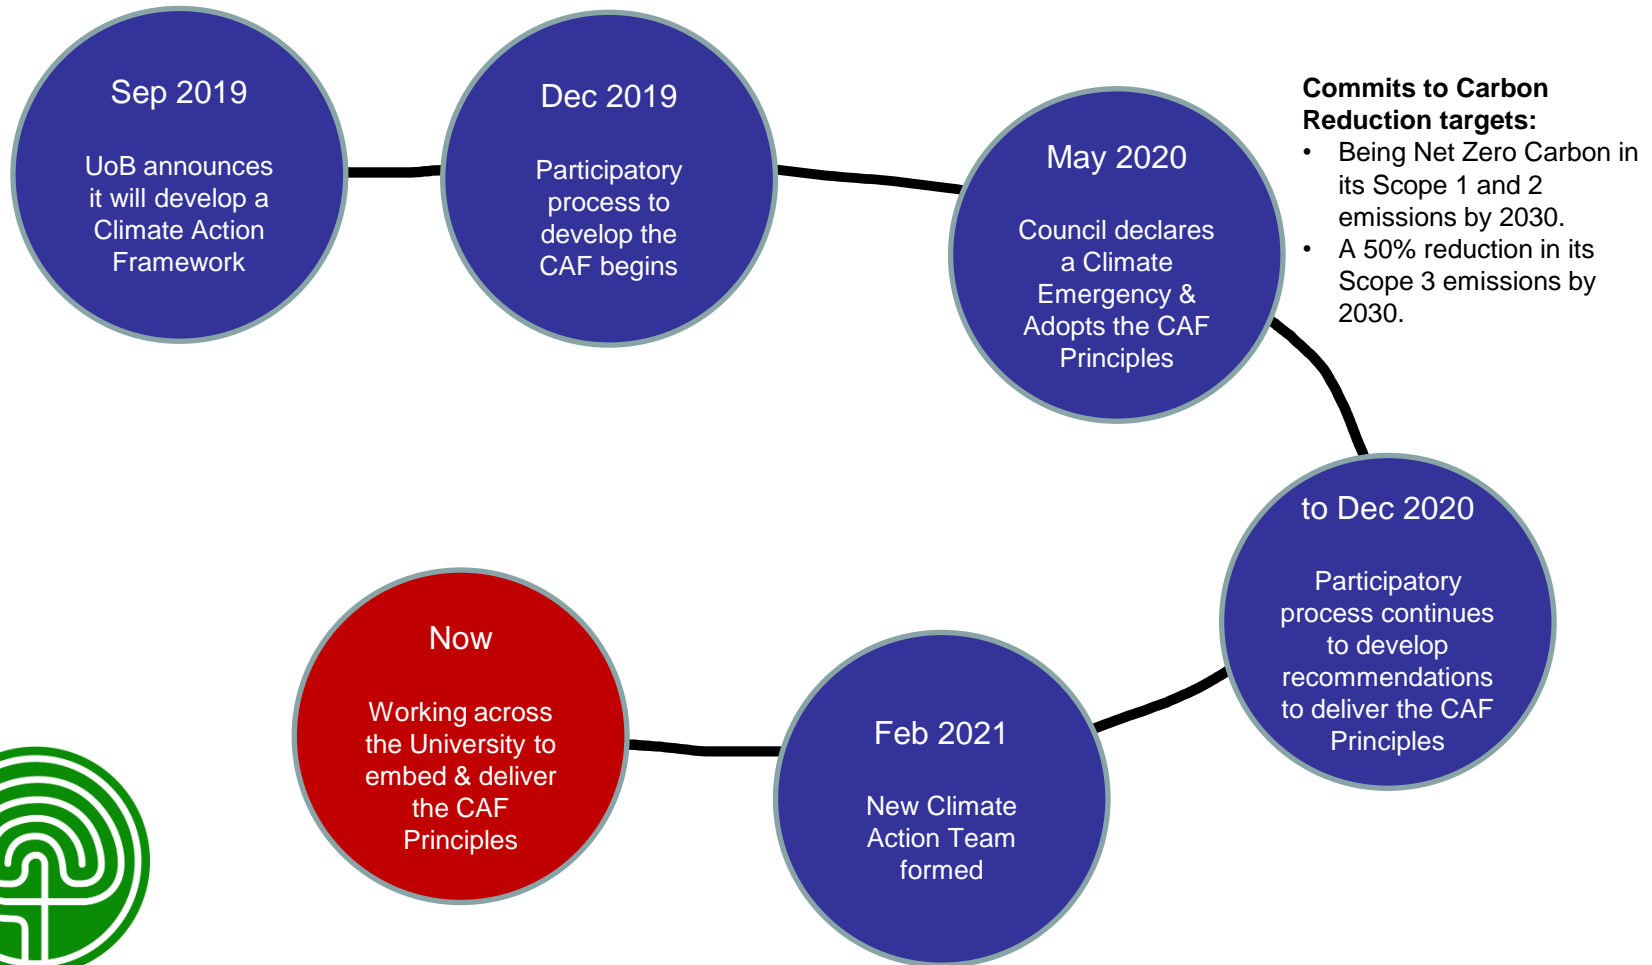 Sep 2019
UoB announces
it will develop a
Climate Action
Framework
Dec 2019
Participatory
process to
develop the
CAF begins
May 2020
Council declares
a Climate
Emergency &
Adopts the CAF
Principles
Commits to Carbon
Reduction targets:
• Being Net Zero Carbon in
its Scope 1 and 2
emissions by 2030.
• A 50% reduction in its
Scope 3 emissions by
2030.
to Dec 2020
Participatory
process continues
to develop
recommendations
to deliver the CAF
Principles
Feb 2021
New Climate
Action Team
formed
Now
Working across
the University to
embed & deliver
the CAF
Principles